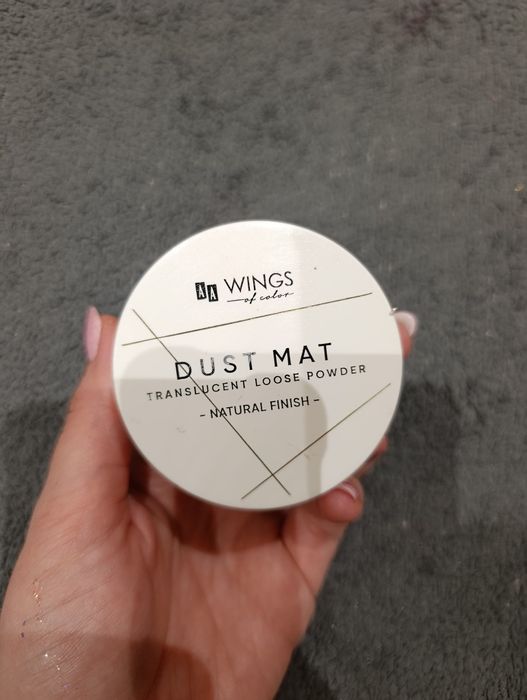 AA WINGS
of color
DUST MAT
TRANSLUCENT LOOSE POWDER
- NATURAL FINISH -